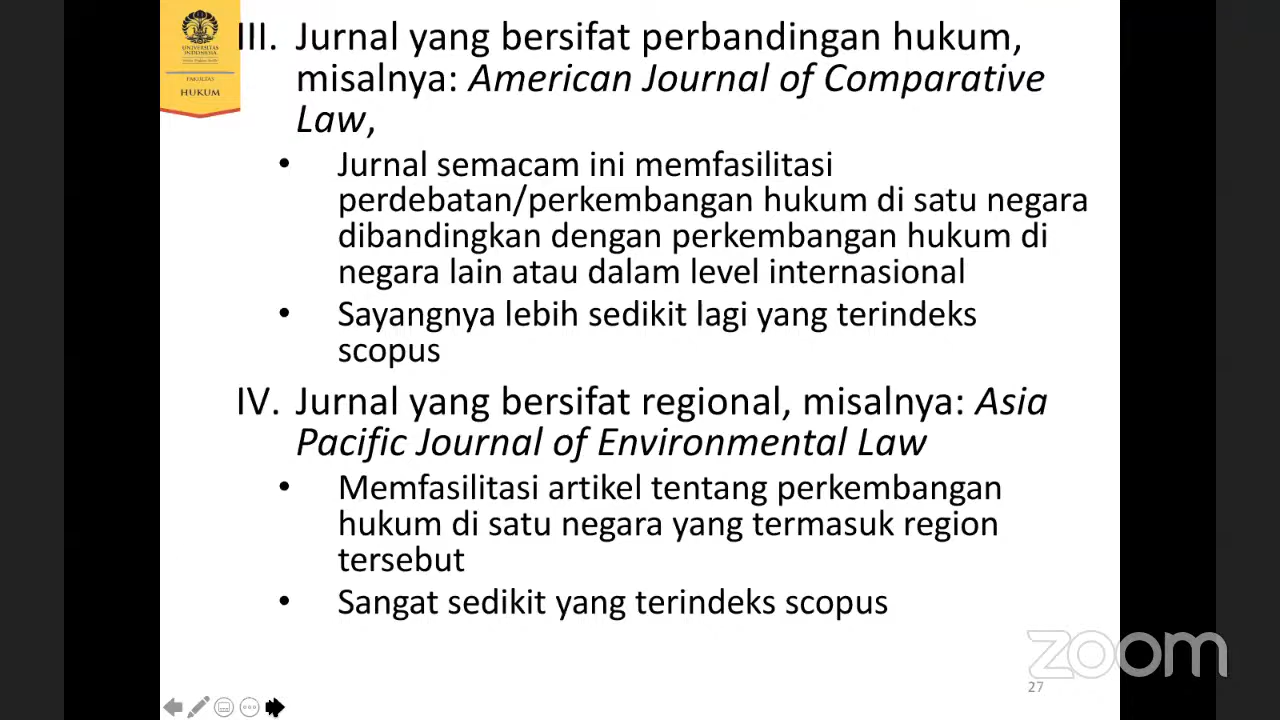 UNIVERSITAS
INDONESIA
FAKULTAS
HUKUM
III. Jurnal yang bersifat perbandingan hukum,
misalnya: American Journal of Comparative
Law,
• Jurnal semacam ini memfasilitasi
perdebatan/perkembangan hukum di satu negara
dibandingkan dengan perkembangan hukum di
negara lain atau dalam level internasional
• Sayangnya lebih sedikit lagi yang terindeks
scopus
IV. Jurnal yang bersifat regional, misalnya: Asia
Pacific Journal of Environmental Law
• Memfasilitasi artikel tentang perkembangan
hukum di satu negara yang termasuk region
tersebut
• Sangat sedikit yang terindeks scopus
zoom
27